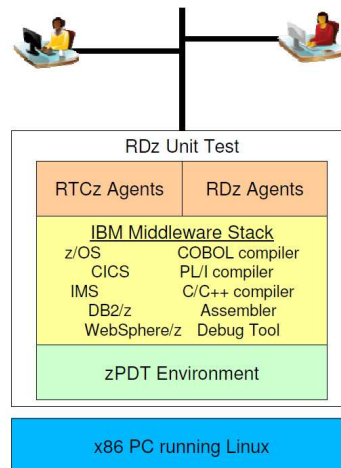 RDz Unit Test
RTCz Agents RDz Agents
IBM Middleware Stack
z/OS COBOL compiler
CICS PL/I compiler
IMS C/C++ compiler
DB2/z Assembler
WebSphere/z Debug Tool
zPDT Environment
x86 PC running Linux